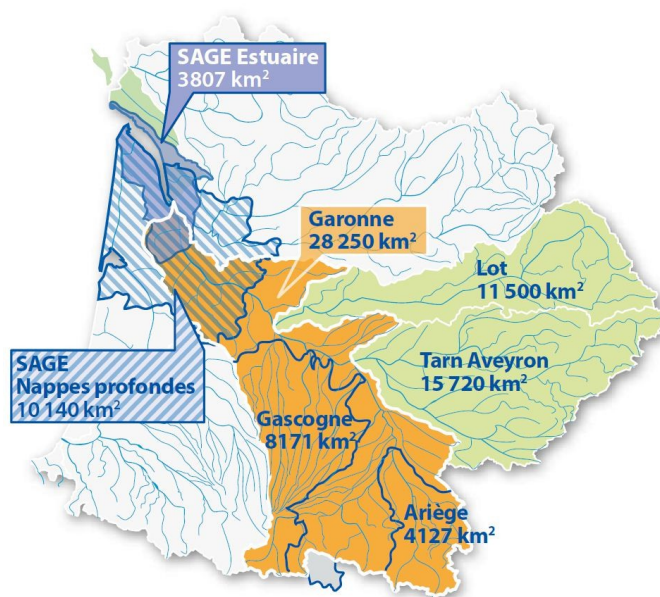 SAGE Estuaire
3807 km²
Garonne
28 250 km²
Lot
11 500 km²
Tarn Aveyron
15 720 km²
SAGE
Nappes profondes
10 140 km²
Gascogne
8171 km²
Ariège
4127 km²